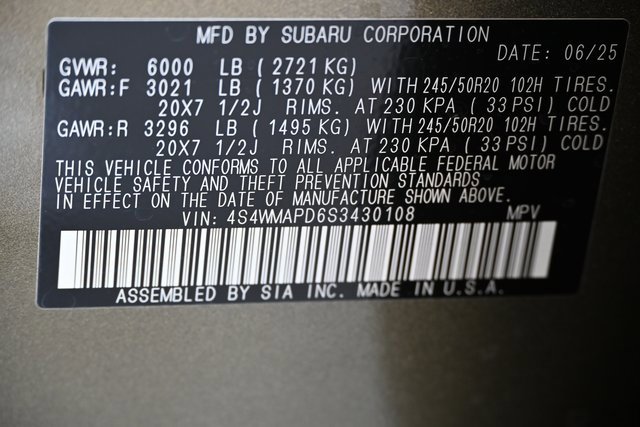 MFD BY SUBARU CORPORATION
DATE: 06/25
GVWR: 6000 LB ( 2721 KG)
GAWR:F 3021 LB ( 1370 KG) WITH 245/50R20 102H TIRES.
20X7 1/2J RIMS. AT 230 KPA ( 33 PSI) COLD
GAWR:R 3296 LB ( 1495 KG) WITH 245/50R20 102H TIRES.
20X7 1/2J RIMS. AT 230 KPA ( 33 PSI) COLD
THIS VEHICLE CONFORMS TO ALL APPLICABLE FEDERAL MOTOR
VEHICLE SAFETY AND THEFT PREVENTION STANDARDS
IN EFFECT ON THE DATE OF MANUFACTURE SHOWN ABOVE.
VIN: 4S4WMAPD6S3430108 MPV
ASSEMBLED BY SIA INC. MADE IN U.S.A.